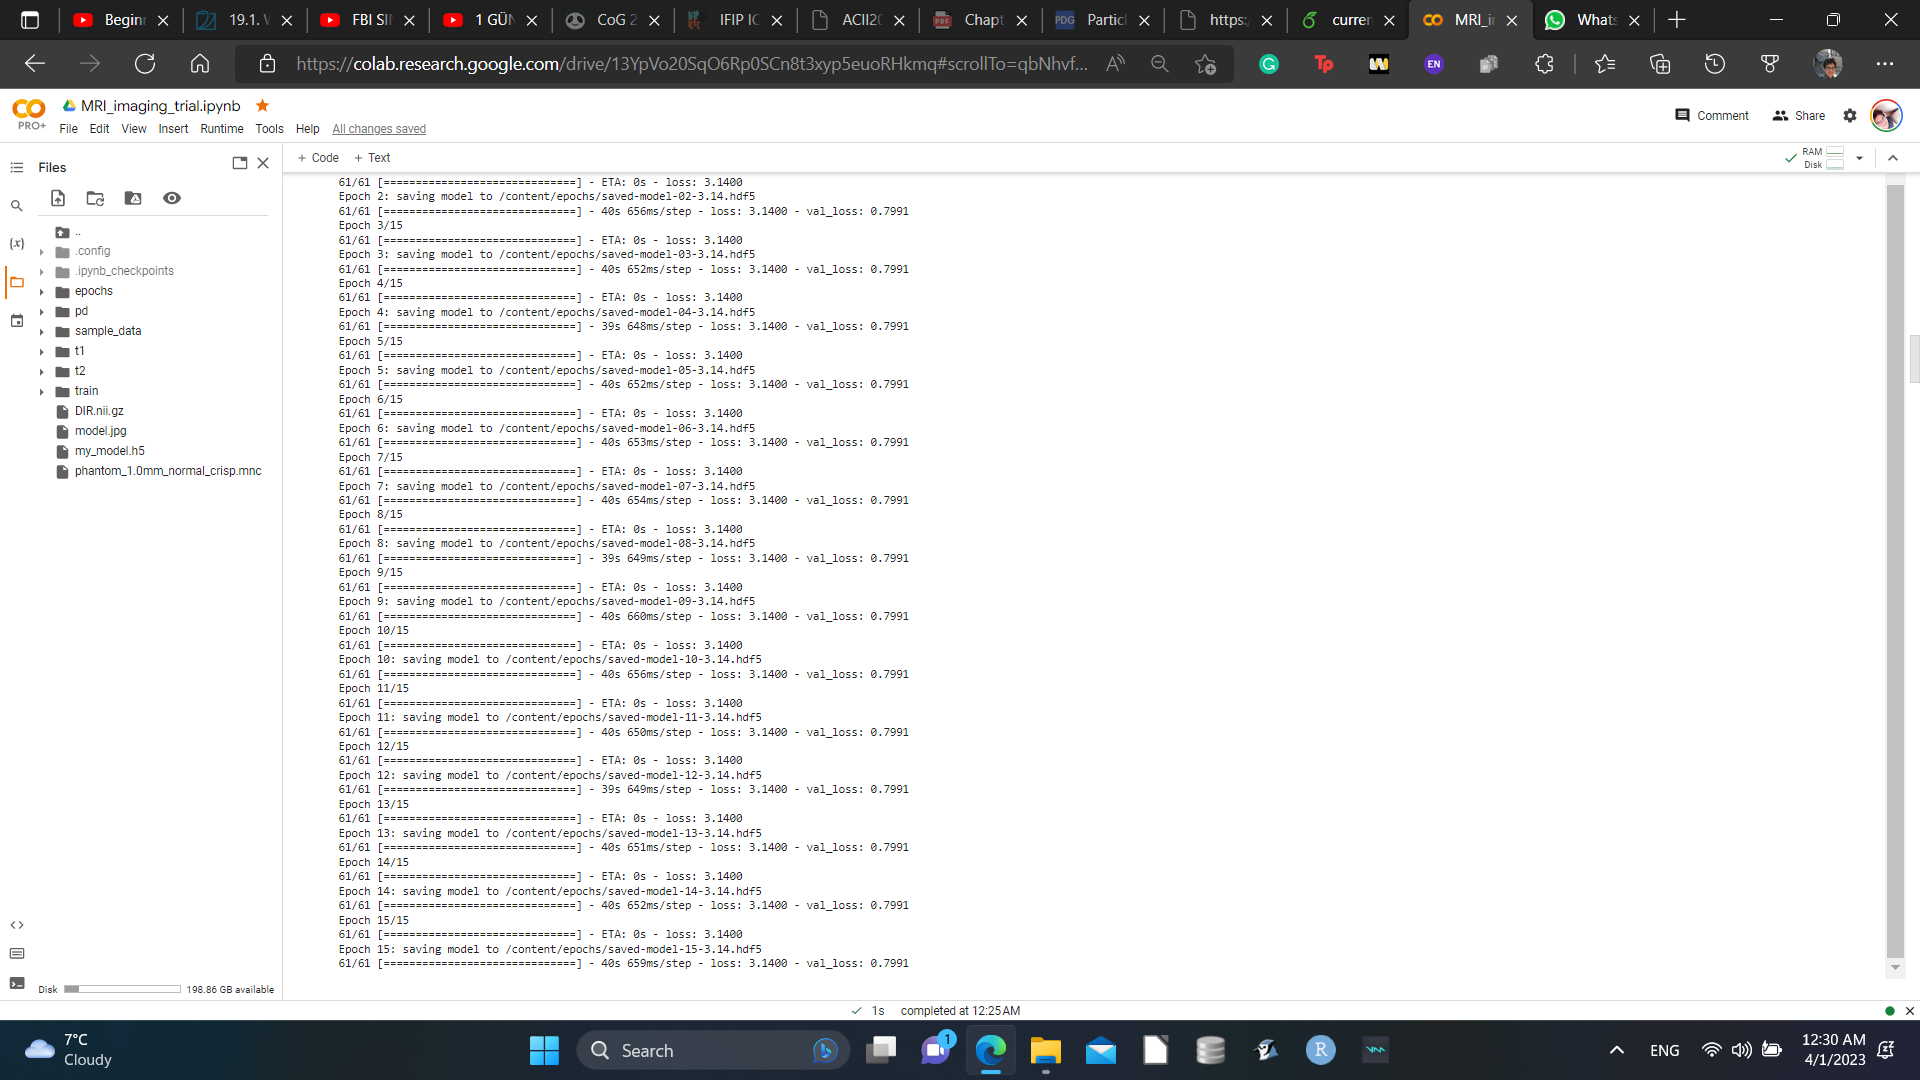 Begin
19.1. V
FBI SI
1 GÜN
CoG 2
IFIP IC
ACII20
Chapt
Particl
https:/
curren
MRI_i
Whats
https://colab.research.google.com/drive/13YpVo20SqO6Rp0SCn8t3xyp5euoRHkmq#scrollTo=qbNhvf...
MRI_imaging_trial.ipynb
PRO+
File Edit View Insert Runtime Tools Help All changes saved
Comment Share
Files
+ Code + Text
RAM
Disk
..
.config
.ipynb_checkpoints
epochs
pd
sample_data
t1
t2
train
DIR.nii.gz
model.jpg
my_model.h5
phantom_1.0mm_normal_crisp.mnc
Disk 198.86 GB available
61/61 [==============================] - ETA: 0s - loss: 3.1400
Epoch 2: saving model to /content/epochs/saved-model-02-3.14.hdf5
61/61 [==============================] - 40s 656ms/step - loss: 3.1400 - val_loss: 0.7991
Epoch 3/15
61/61 [==============================] - ETA: 0s - loss: 3.1400
Epoch 3: saving model to /content/epochs/saved-model-03-3.14.hdf5
61/61 [==============================] - 40s 652ms/step - loss: 3.1400 - val_loss: 0.7991
Epoch 4/15
61/61 [==============================] - ETA: 0s - loss: 3.1400
Epoch 4: saving model to /content/epochs/saved-model-04-3.14.hdf5
61/61 [==============================] - 39s 648ms/step - loss: 3.1400 - val_loss: 0.7991
Epoch 5/15
61/61 [==============================] - ETA: 0s - loss: 3.1400
Epoch 5: saving model to /content/epochs/saved-model-05-3.14.hdf5
61/61 [==============================] - 40s 652ms/step - loss: 3.1400 - val_loss: 0.7991
Epoch 6/15
61/61 [==============================] - ETA: 0s - loss: 3.1400
Epoch 6: saving model to /content/epochs/saved-model-06-3.14.hdf5
61/61 [==============================] - 40s 653ms/step - loss: 3.1400 - val_loss: 0.7991
Epoch 7/15
61/61 [==============================] - ETA: 0s - loss: 3.1400
Epoch 7: saving model to /content/epochs/saved-model-07-3.14.hdf5
61/61 [==============================] - 40s 654ms/step - loss: 3.1400 - val_loss: 0.7991
Epoch 8/15
61/61 [==============================] - ETA: 0s - loss: 3.1400
Epoch 8: saving model to /content/epochs/saved-model-08-3.14.hdf5
61/61 [==============================] - 39s 649ms/step - loss: 3.1400 - val_loss: 0.7991
Epoch 9/15
61/61 [==============================] - ETA: 0s - loss: 3.1400
Epoch 9: saving model to /content/epochs/saved-model-09-3.14.hdf5
61/61 [==============================] - 40s 660ms/step - loss: 3.1400 - val_loss: 0.7991
Epoch 10/15
61/61 [==============================] - ETA: 0s - loss: 3.1400
Epoch 10: saving model to /content/epochs/saved-model-10-3.14.hdf5
61/61 [==============================] - 40s 656ms/step - loss: 3.1400 - val_loss: 0.7991
Epoch 11/15
61/61 [==============================] - ETA: 0s - loss: 3.1400
Epoch 11: saving model to /content/epochs/saved-model-11-3.14.hdf5
61/61 [==============================] - 40s 650ms/step - loss: 3.1400 - val_loss: 0.7991
Epoch 12/15
61/61 [==============================] - ETA: 0s - loss: 3.1400
Epoch 12: saving model to /content/epochs/saved-model-12-3.14.hdf5
61/61 [==============================] - 39s 649ms/step - loss: 3.1400 - val_loss: 0.7991
Epoch 13/15
61/61 [==============================] - ETA: 0s - loss: 3.1400
Epoch 13: saving model to /content/epochs/saved-model-13-3.14.hdf5
61/61 [==============================] - 40s 651ms/step - loss: 3.1400 - val_loss: 0.7991
Epoch 14/15
61/61 [==============================] - ETA: 0s - loss: 3.1400
Epoch 14: saving model to /content/epochs/saved-model-14-3.14.hdf5
61/61 [==============================] - 40s 652ms/step - loss: 3.1400 - val_loss: 0.7991
Epoch 15/15
61/61 [==============================] - ETA: 0s - loss: 3.1400
Epoch 15: saving model to /content/epochs/saved-model-15-3.14.hdf5
61/61 [==============================] - 40s 659ms/step - loss: 3.1400 - val_loss: 0.7991
1s completed at 12:25 AM
7°C
Cloudy
Search
1
R
ENG
12:30 AM
4/1/2023